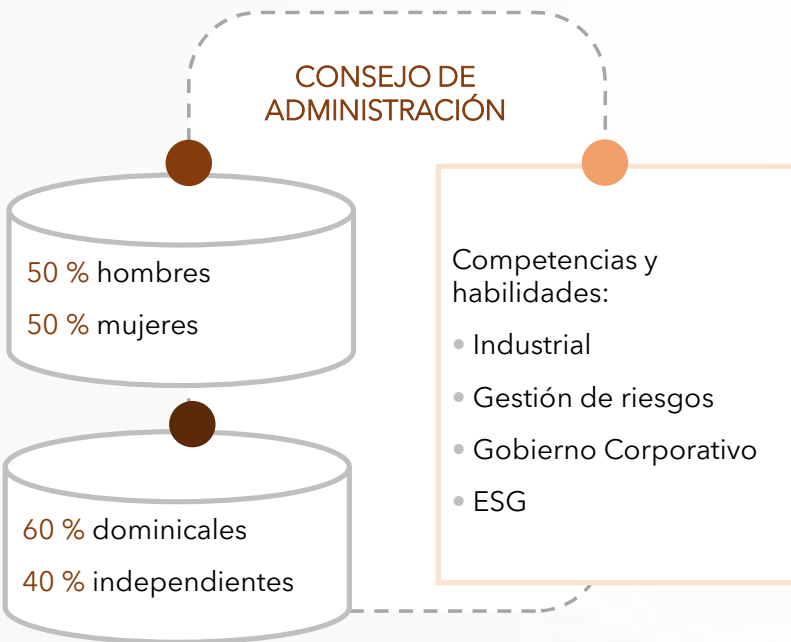 CONSEJO DE
ADMINISTRACIÓN
50 % hombres
50 % mujeres
60 % dominicales
40 % independientes
Competencias y
habilidades:
• Industrial
• Gestión de riesgos
• Gobierno Corporativo
• ESG